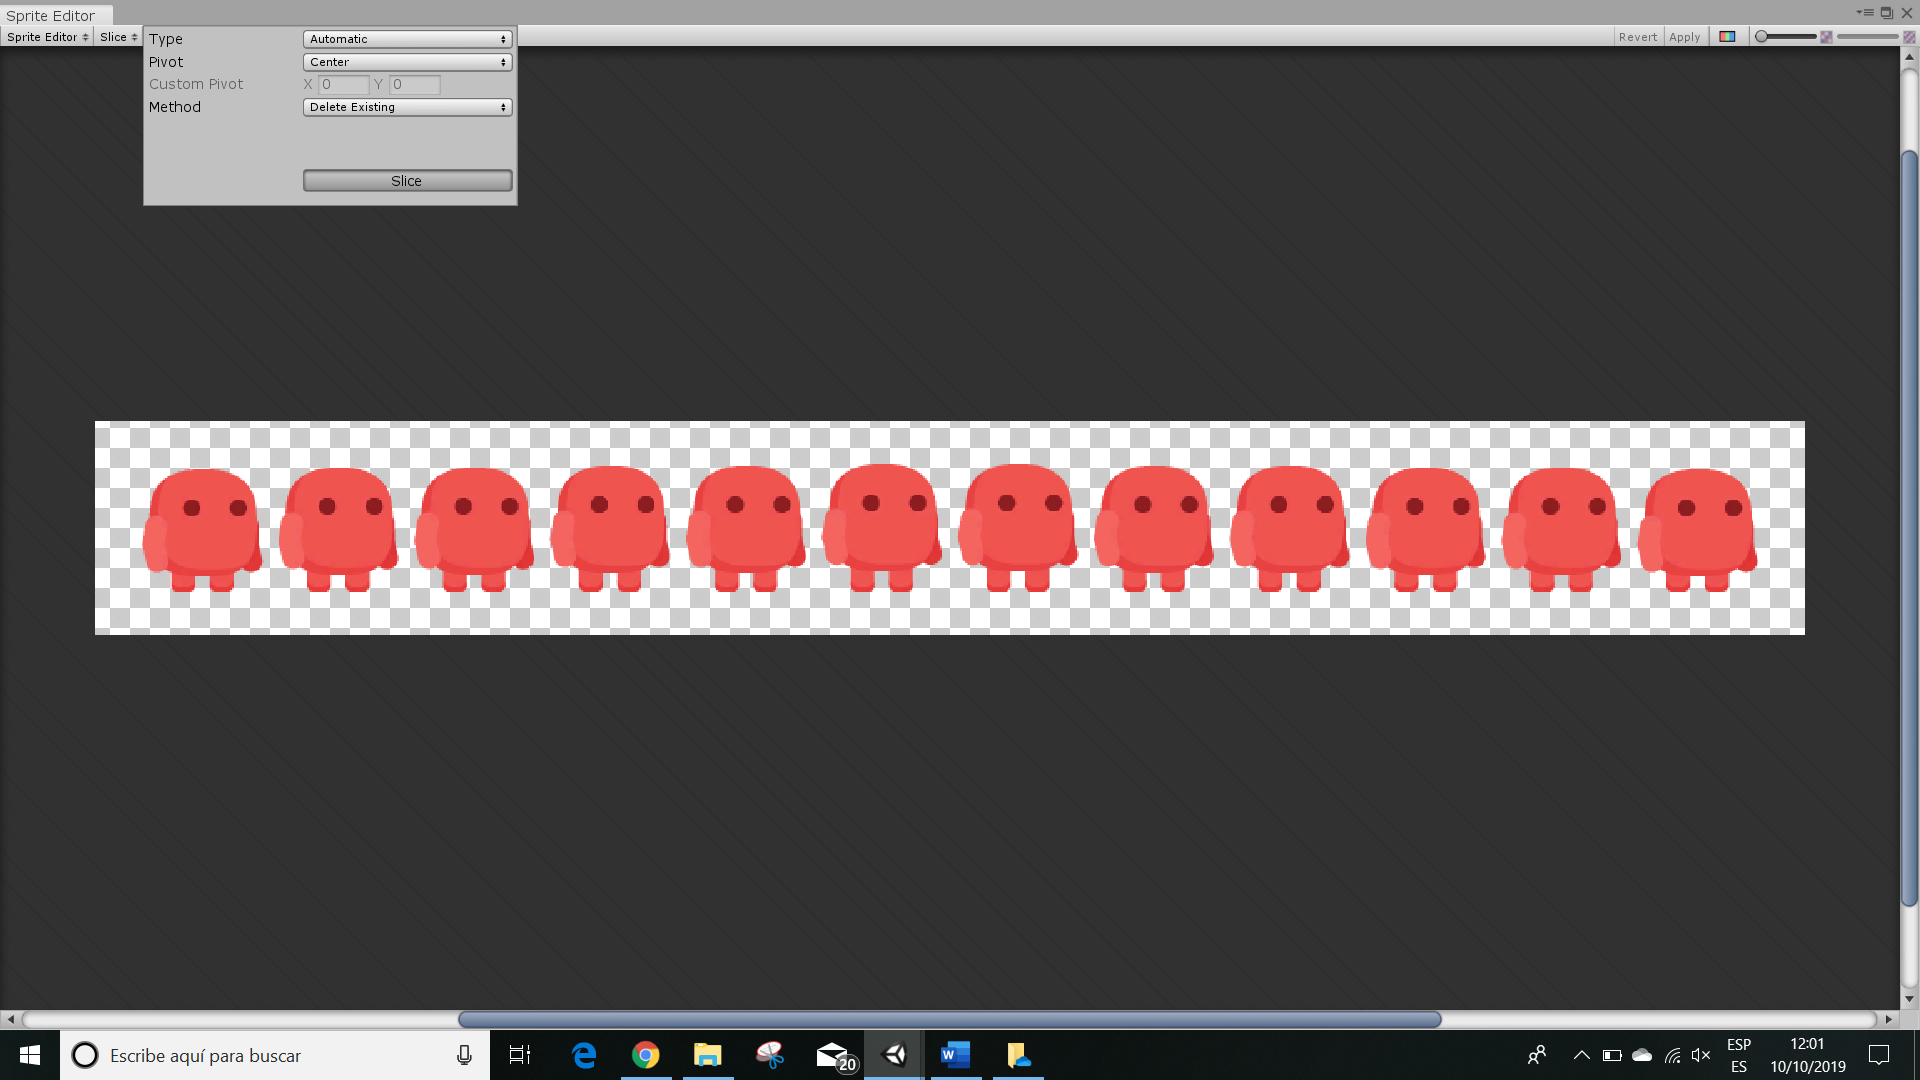 Sprite Editor
Sprite Editor Slice Revert Apply
Type Automatic
Pivot Center
Custom Pivot X 0 Y 0
Method Delete Existing
Slice
Escribe aquí para buscar
20
ESP
ES
12:01
10/10/2019